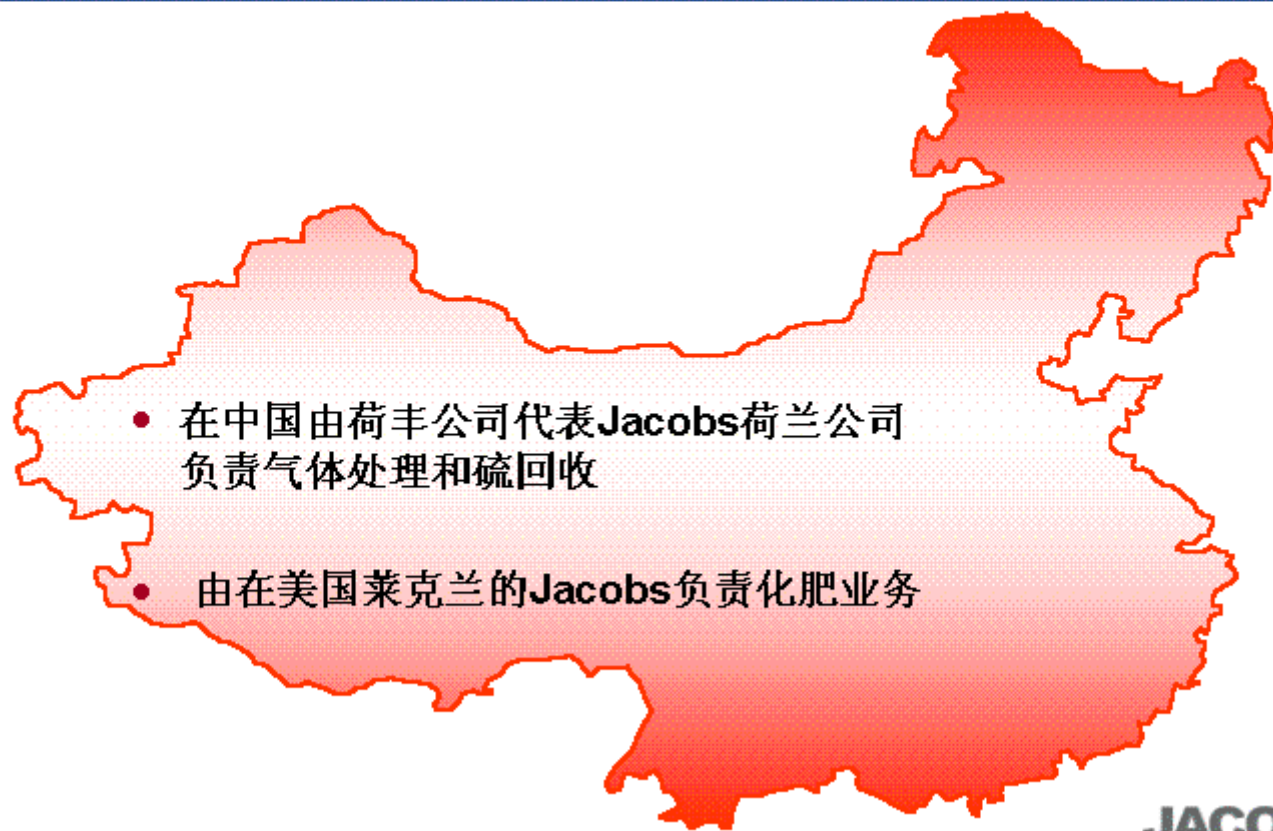 • 在中国由荷丰公司代表Jacobs荷兰公司
负责气体处理和硫回收
• 由在美国莱克兰的Jacobs负责化肥业务
JACO